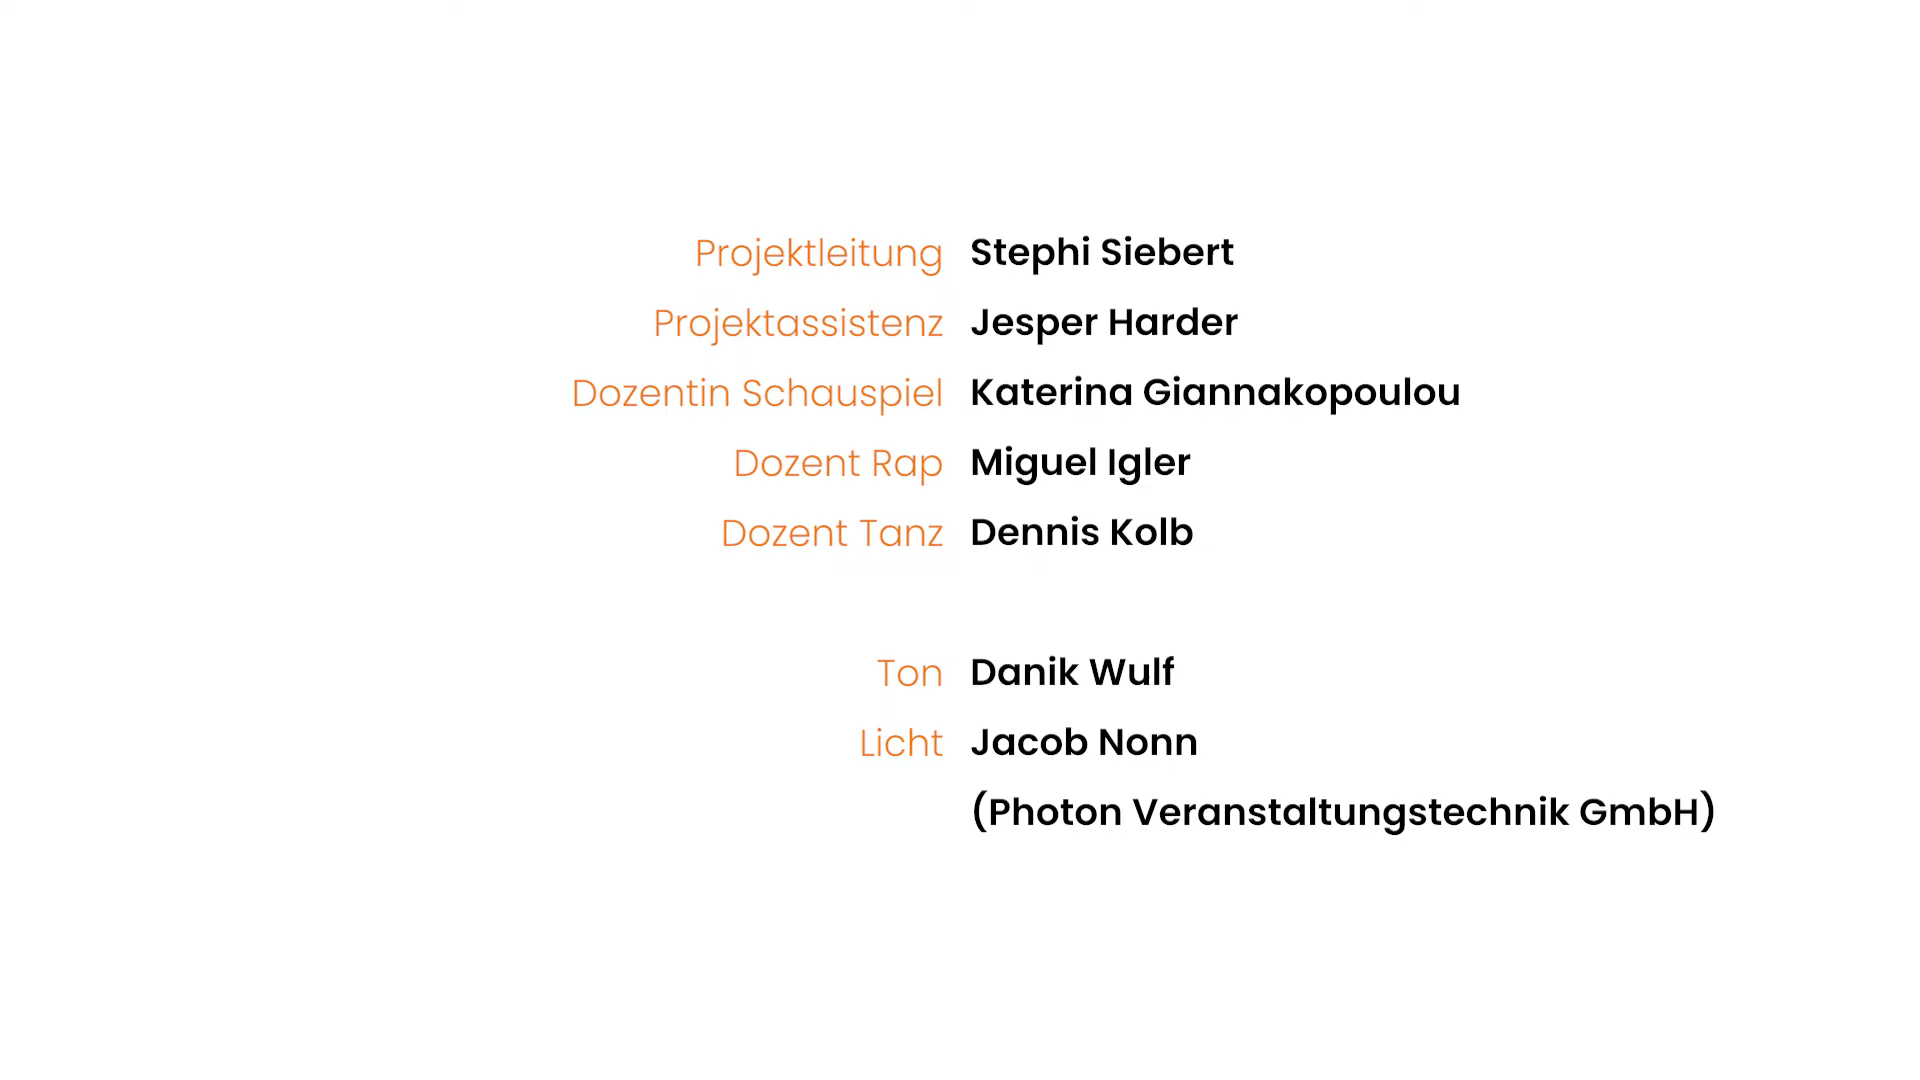 Projektleitung Stephi Siebert
Projektassistenz Jesper Harder
Dozentin Schauspiel Katerina Giannakopoulou
Dozent Rap Miguel Igler
Dozent Tanz Dennis Kolb
Ton Danik Wulf
Licht Jacob Nonn
(Photon Veranstaltungstechnik GmbH)